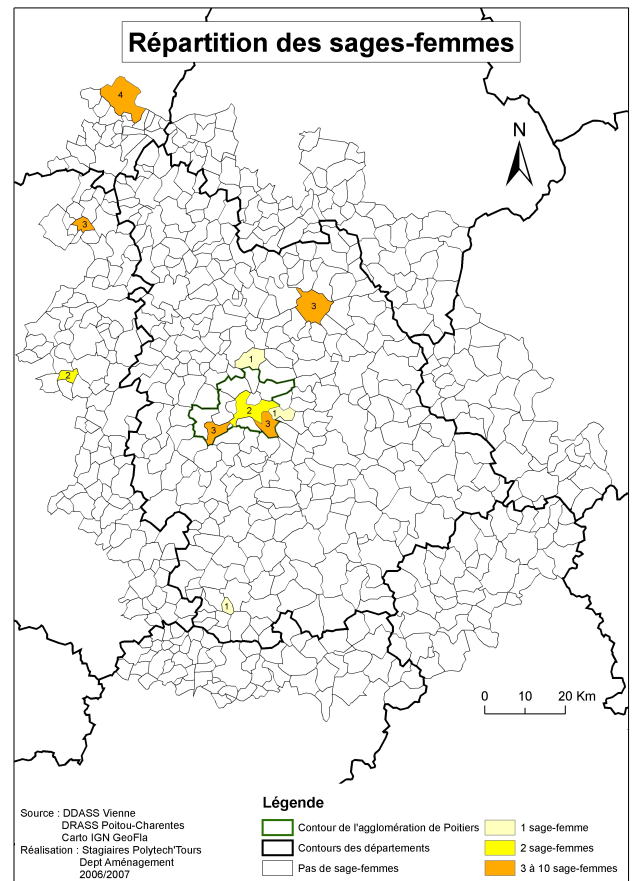 Répartition des sages-femmes
4
N
3
3
1
2
2
1
3
3
1
0 10 20 Km
Légende
Source : DDASS Vienne
DRASS Poitou-Charentes
Carto IGN GeoFla
Réalisation : Stagiaires Polytech'Tours
Dept Aménagement
2006/2007
Contour de l'agglomération de Poitiers
Contours des départements
Pas de sage-femmes
1 sage-femme
2 sage-femmes
3 à 10 sage-femmes